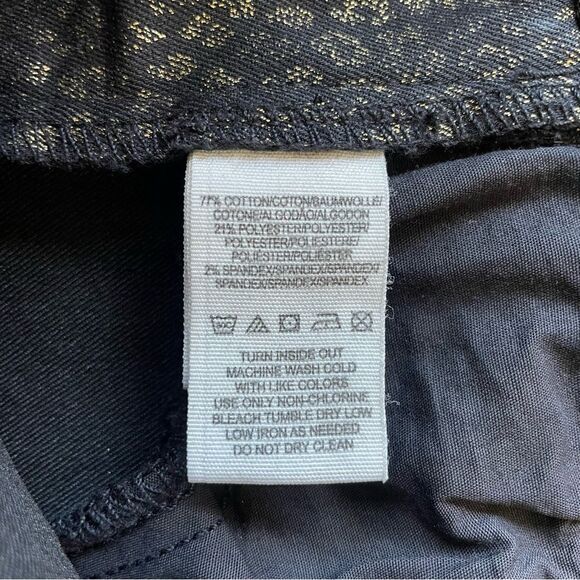 77% COTTON/COTON/BAUMWOLLE/
COTONE/ALGODÃO/ALGODON
21% POLYESTER/POLYESTER/
POLYESTER/POLIESTERE/
POLIÉSTER/POLIÉSTER
2% SPANDEX/SPANDEX/SPANDEX/
SPANDEX/SPANDEX/SPANDEX
TURN INSIDE OUT
MACHINE WASH COLD
WITH LIKE COLORS
USE ONLY NON-CHLORINE
BLEACH TUMBLE DRY LOW
LOW IRON AS NEEDED
DO NOT DRY CLEAN